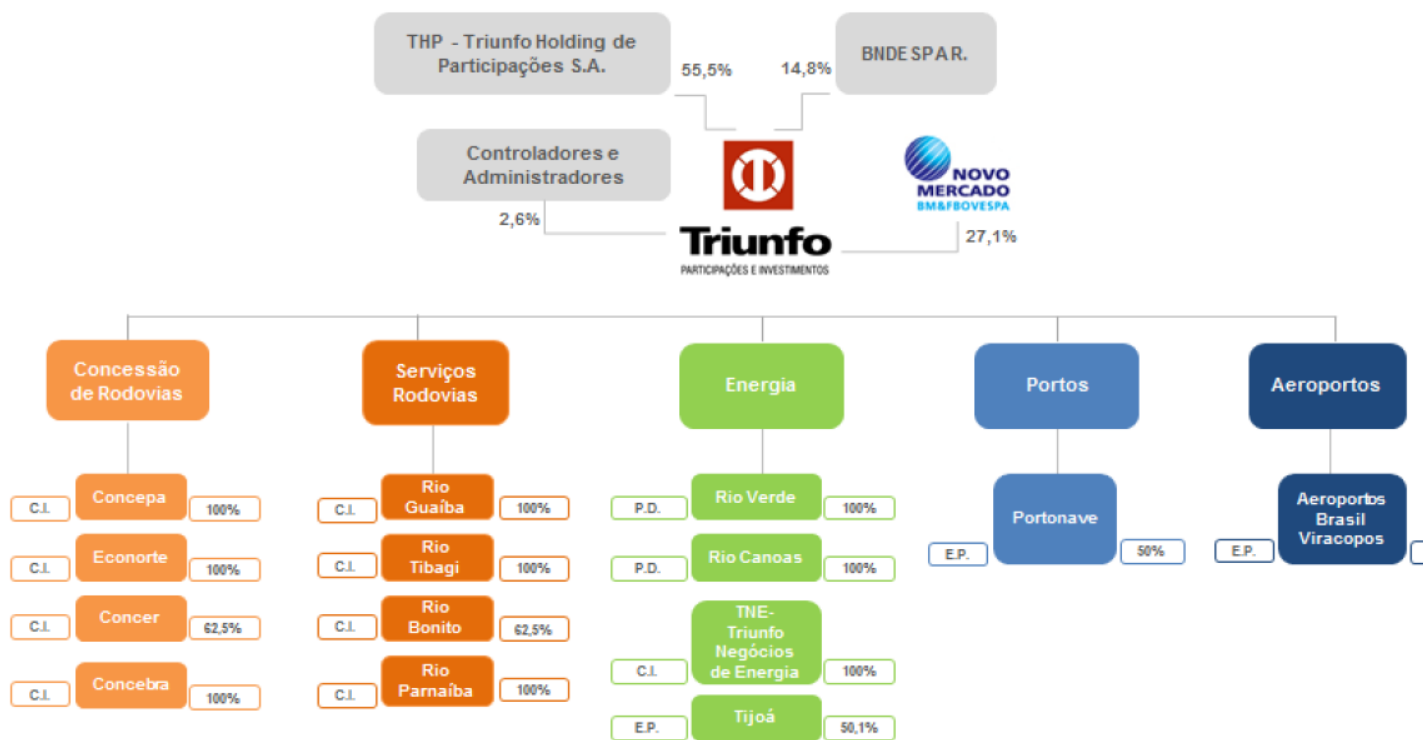 THP - Triunfo Holding de
Participações S.A.
55,5%
14,8%
BNDESPAR.
Controladores e
Administradores
2,6%
NOVO
MERCADO
BM&FBOVESPA
27,1%
Triunfo
PARTICIPAÇÕES E INVESTIMENTOS
Concessão
de Rodovias
Serviços
Rodovias
Energia
Portos
Aeroportos
C.I.
Concepa
100%
C.I.
Econorte
100%
C.I.
Concer
62,5%
C.I.
Concebra
100%
C.I.
Rio
Guaíba
100%
C.I.
Rio
Tibagi
100%
C.I.
Rio
Bonito
62,5%
C.I.
Rio
Parnaíba
100%
P.D.
Rio Verde
100%
P.D.
Rio Canoas
100%
C.I.
TNE-
Triunfo
Negócios
de Energia
100%
E.P.
Tijoá
50,1%
E.P.
Portonave
50%
E.P.
Aeroportos
Brasil
Viracopos